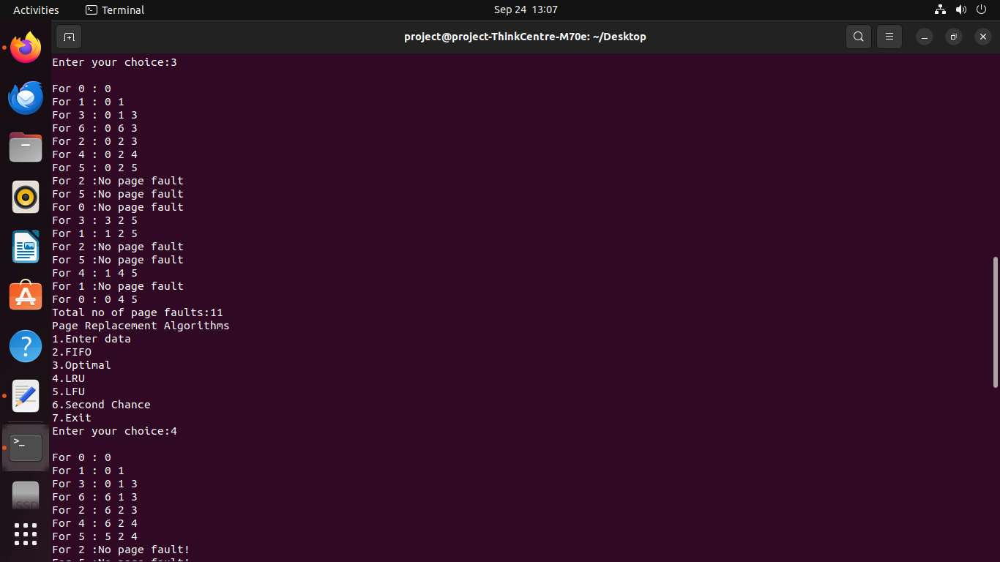 Activities
Terminal
Sep 24 13:07
project@project-ThinkCentre-M70e: ~/Desktop
Enter your choice:3
For 0 : 0
For 1 : 0 1
For 3 : 0 1 3
For 6 : 0 6 3
For 2 : 0 2 3
For 4 : 0 2 4
For 5 : 0 2 5
For 2 :No page fault
For 5 :No page fault
For 0 :No page fault
For 3 : 3 2 5
For 1 : 1 2 5
For 2 :No page fault
For 5 :No page fault
For 4 : 1 4 5
For 1 :No page fault
For 0 : 0 4 5
Total no of page faults:11
Page Replacement Algorithms
1.Enter data
2.FIFO
3.Optimal
4.LRU
5.LFU
6.Second Chance
7.Exit
Enter your choice:4
For 0 : 0
For 1 : 0 1
For 3 : 0 1 3
For 6 : 6 1 3
For 2 : 6 2 3
For 4 : 6 2 4
For 5 : 5 2 4
For 2 :No page fault!
For 5 :No page fault!
>_
SSD